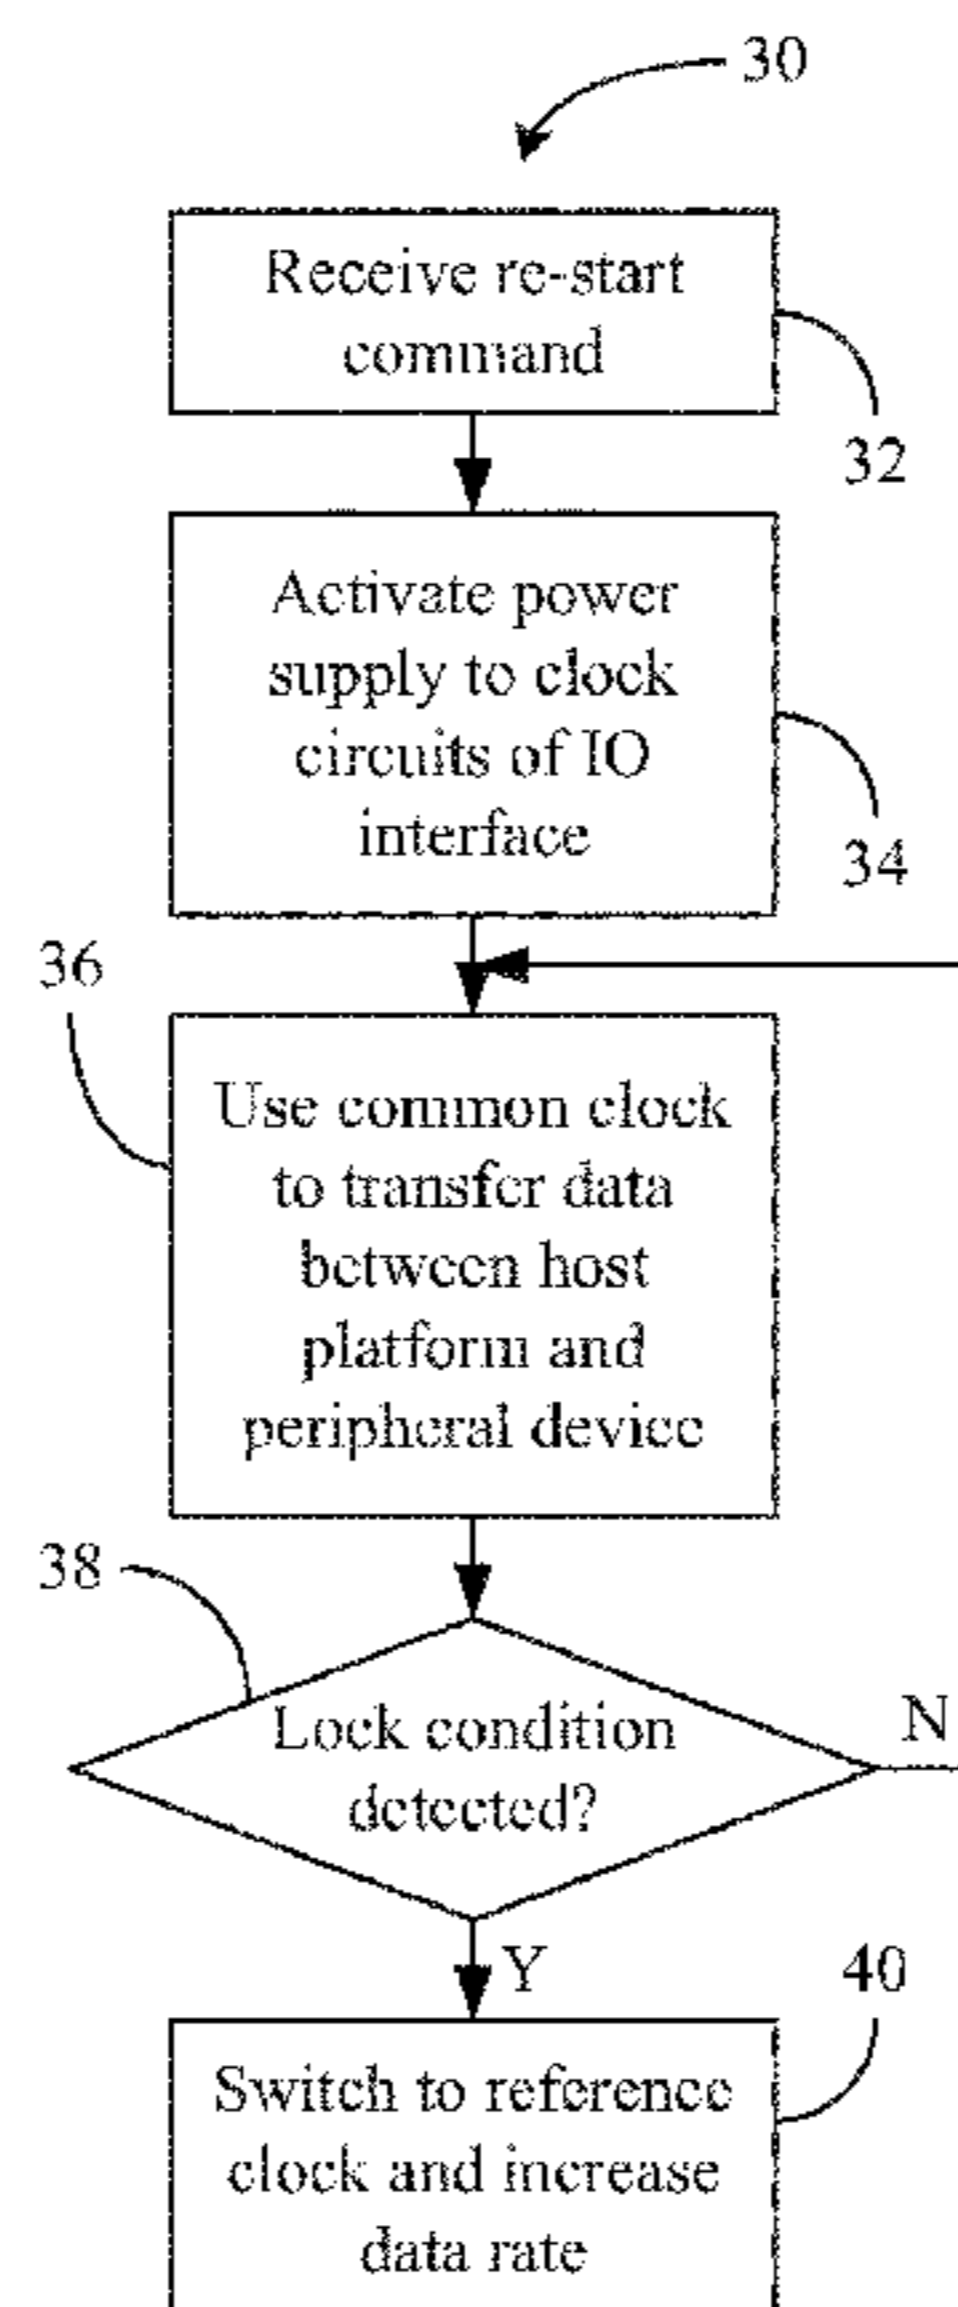 30
Receive re-start
command
32
Activate power
supply to clock
circuits of IO
interface
34
36
Use common clock
to transfer data
between host
platform and
peripheral device
38
Lock condition
detected?
N
Y
40
Switch to reference
clock and increase
data rate